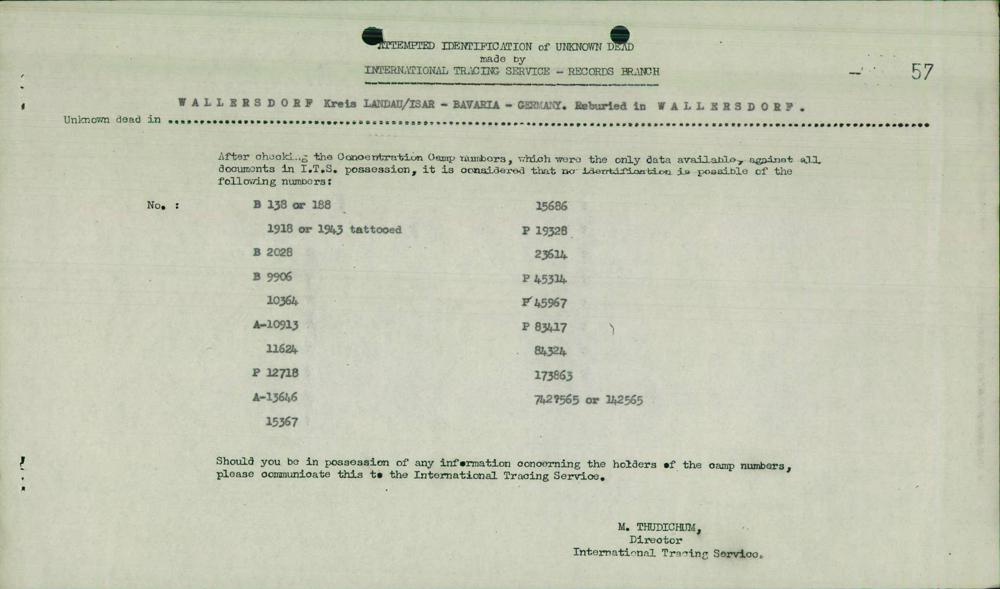 ATTEMPTED IDENTIFICATION of UNKNOWN DEAD
made by
INTERNATIONAL TRACING SERVICE - RECORDS BRANCH
57
WALLERSDORF Kreis LANDAU/ISAR - BAVARIA - GERMANY. Reburied in WALLERSDORF.
Unknown dead in
After checking the Concentration Camp numbers, which were the only data available, against all
documents in I.T.S. possession, it is considered that no identification is possible of the
following numbers:
No. :
B 138 or 188
1918 or 1943 tattooed
B 2028
B 9906
10364
A-10913
11624
P 12718
A-13646
15367
15686
P 19328
23614
P 45314
P 45967
P 83417
84324
173863
742?565 or 142565
Should you be in possession of any information concerning the holders of the camp numbers,
please communicate this to the International Tracing Service.
M. THUDICHUM,
Director
International Tracing Service.